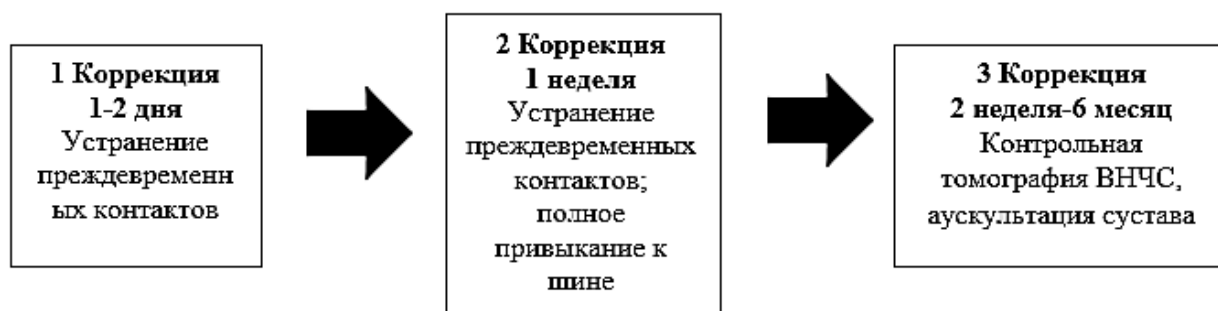 1 Коррекция
1-2 дня
Устранение
преждевременн
ых контактов
2 Коррекция
1 неделя
Устранение
преждевременных
контактов;
полное
привыкание к
шине
3 Коррекция
2 неделя-6 месяц
Контрольная
томография ВНЧС,
аускультация сустава